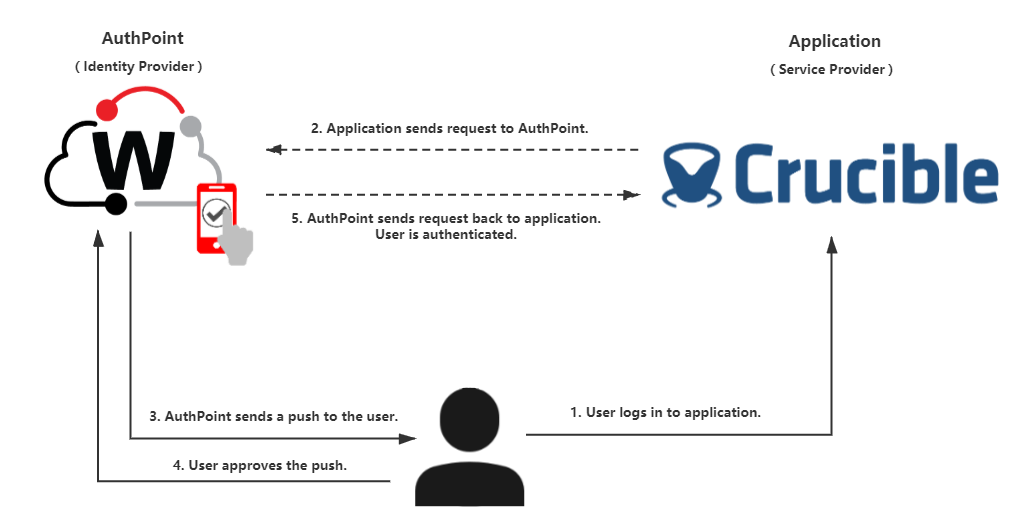 AuthPoint
( Identity Provider )
Application
( Service Provider )
2. Application sends request to AuthPoint.
W
Crucible
5. AuthPoint sends request back to application.
User is authenticated.
3. AuthPoint sends a push to the user.
1. User logs in to application.
4. User approves the push.